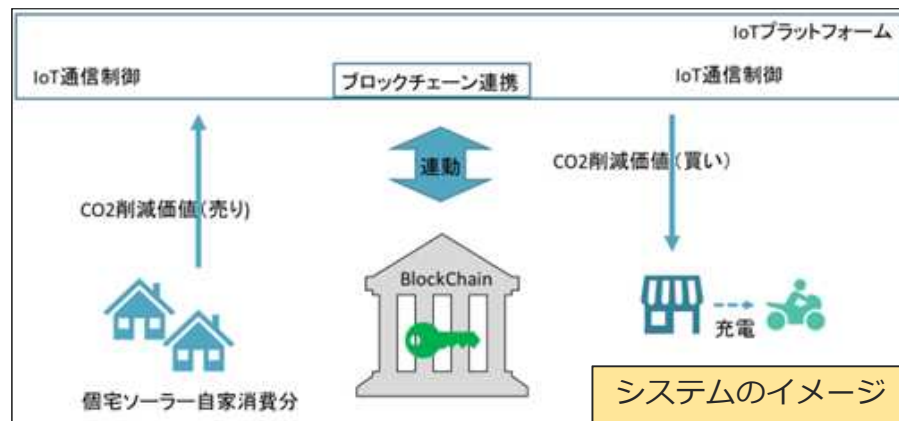 IoTプラットフォーム
IoT通信制御
ブロックチェーン連携
IoT通信制御
連動
CO2削減価値(買い)
CO2削減価値(売り)
BlockChain
充電
個宅ソーラー自家消費分
システムのイメージ